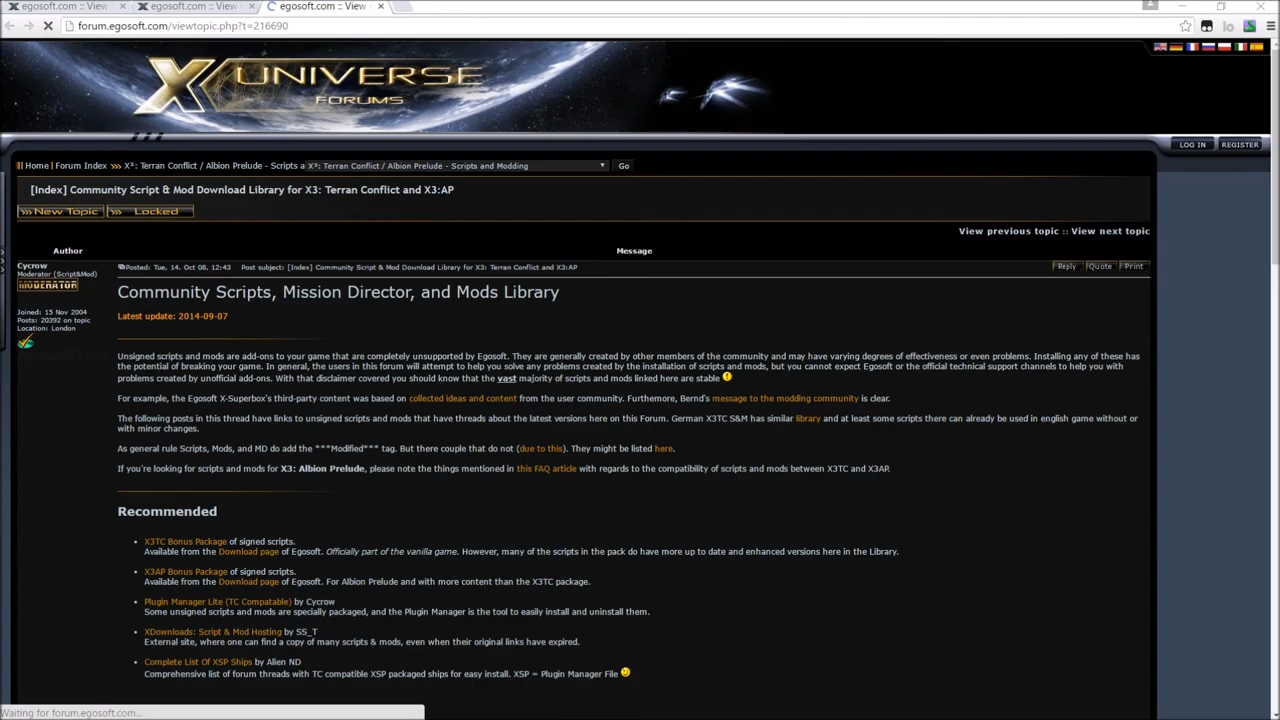 egosoft.com :: View
egosoft.com :: View
egosoft.com :: View
forum.egosoft.com/viewtopic.php?t=216690
X UNIVERSE
FORUMS
LOG IN
REGISTER
Home | Forum Index >>> X³: Terran Conflict / Albion Prelude - Scripts a
X³: Terran Conflict / Albion Prelude - Scripts and Modding
Go
[Index] Community Script & Mod Download Library for X3: Terran Conflict and X3:AP
New Topic
Locked
View previous topic :: View next topic
Author
Message
Cycrow
Moderator (Script&Mod)
MODERATOR
Joined: 15 Nov 2004
Posts: 20392 on topic
Location: London
Posted: Tue, 14. Oct 08, 12:43 Post subject: [Index] Community Script & Mod Download Library for X3: Terran Conflict and X3:AP
Reply
Quote
Print
Community Scripts, Mission Director, and Mods Library
Latest update: 2014-09-07
Unsigned scripts and mods are add-ons to your game that are completely unsupported by Egosoft. They are generally created by other members of the community and may have varying degrees of effectiveness or even problems. Installing any of these has
the potential of breaking your game. In general, the users in this forum will attempt to help you solve any problems created by the installation of scripts and mods, but you cannot expect Egosoft or the official technical support channels to help you with
problems created by unofficial add-ons. With that disclaimer covered you should know that the vast majority of scripts and mods linked here are stable
For example, the Egosoft X-Superbox's third-party content was based on collected ideas and content from the user community. Furthemore, Bernd's message to the modding community is clear.
The following posts in this thread have links to unsigned scripts and mods that have threads about the latest versions here on this Forum. German X3TC S&M has similar library and at least some scripts there can already be used in english game without or
with minor changes.
As general rule Scripts, Mods, and MD do add the ***Modified*** tag. But there couple that do not (due to this). They might be listed here.
If you're looking for scripts and mods for X3: Albion Prelude, please note the things mentioned in this FAQ article with regards to the compatibility of scripts and mods between X3TC and X3AP.
Recommended
X3TC Bonus Package of signed scripts.
Available from the Download page of Egosoft. Officially part of the vanilla game. However, many of the scripts in the pack do have more up to date and enhanced versions here in the Library.
X3AP Bonus Package of signed scripts.
Available from the Download page of Egosoft. For Albion Prelude and with more content than the X3TC package.
Plugin Manager Lite (TC Compatable) by Cycrow
Some unsigned scripts and mods are specially packaged, and the Plugin Manager is the tool to easily install and uninstall them.
XDownloads: Script & Mod Hosting by SS_T
External site, where one can find a copy of many scripts & mods, even when their original links have expired.
Complete List Of XSP Ships by Alien ND
Comprehensive list of forum threads with TC compatible XSP packaged ships for easy install. XSP = Plugin Manager File
Waiting for forum.egosoft.com...